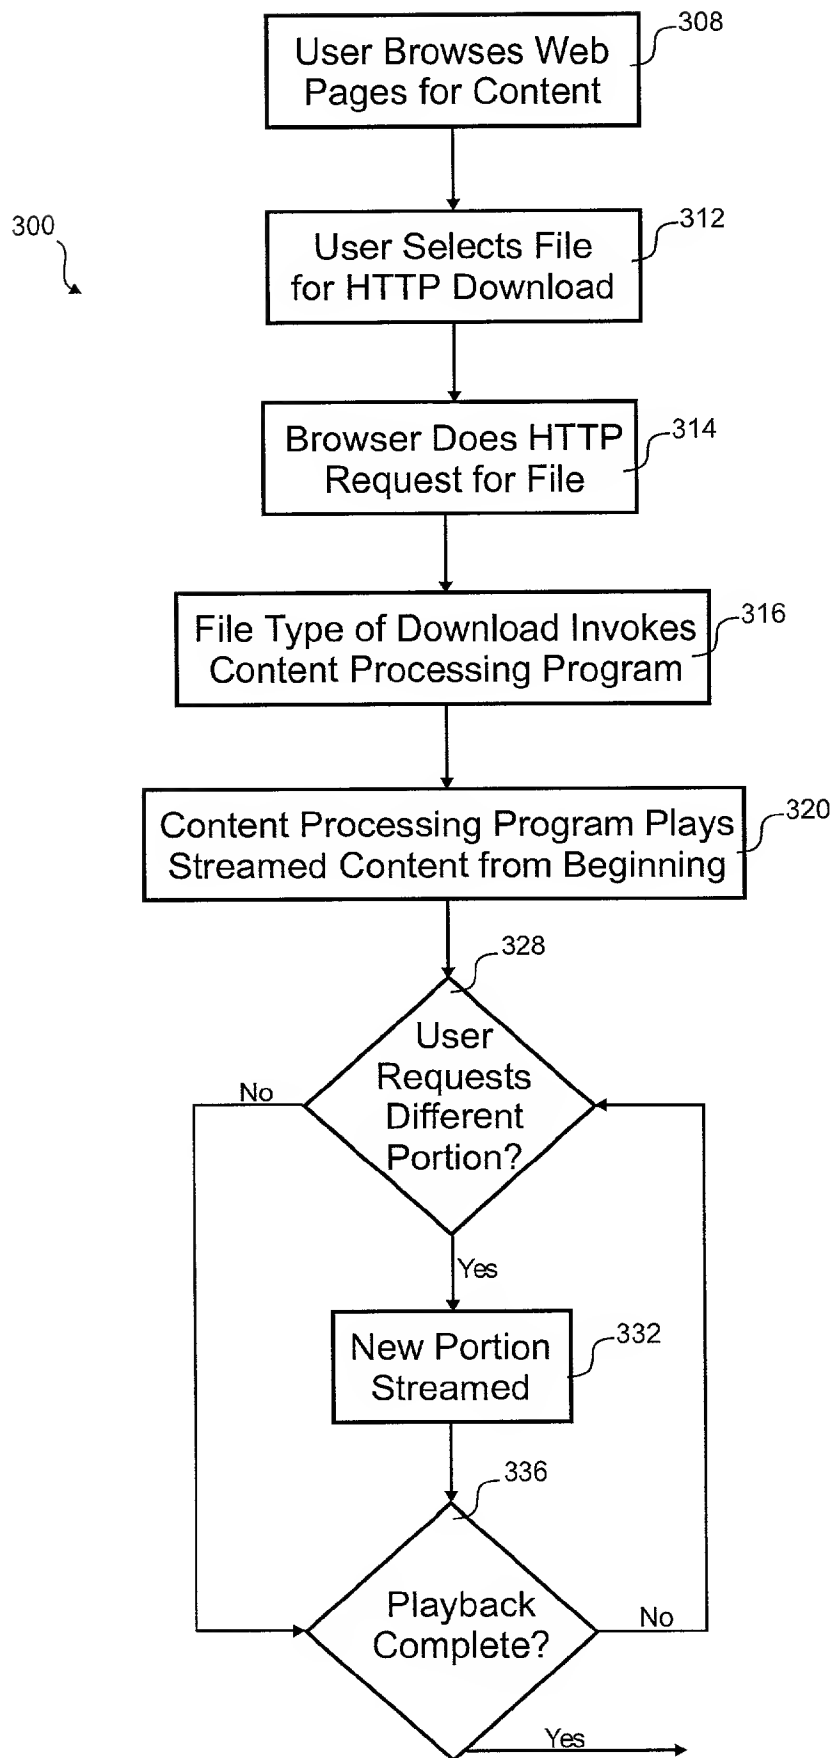 User Browses Web
Pages for Content
308
300
User Selects File
for HTTP Download
312
Browser Does HTTP
Request for File
314
File Type of Download Invokes
Content Processing Program
316
Content Processing Program Plays
Streamed Content from Beginning
320
328
User
Requests
Different
Portion?
No
Yes
New Portion
Streamed
332
336
Playback
Complete?
No
Yes